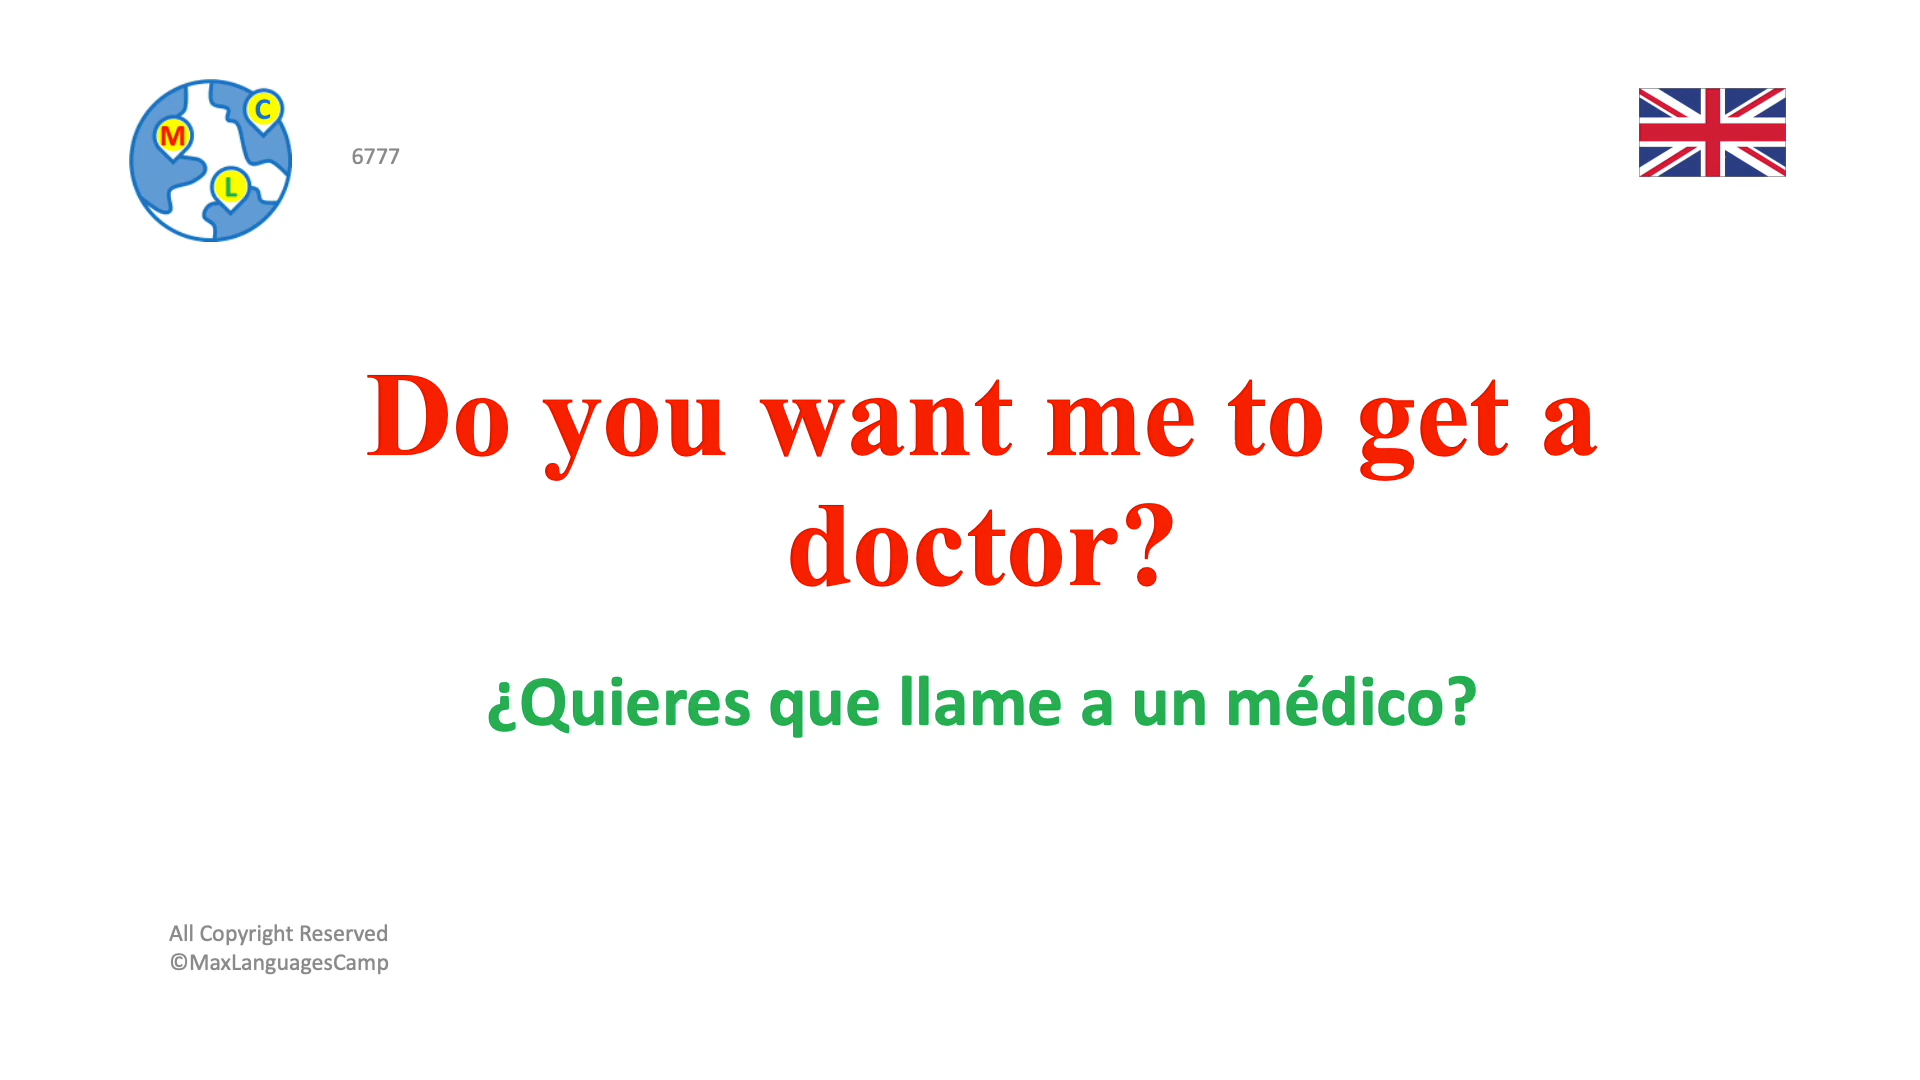 C
M
L
6777
Do you want me to get a
doctor?
¿Quieres que llame a un médico?
All Copyright Reserved
©MaxLanguagesCamp